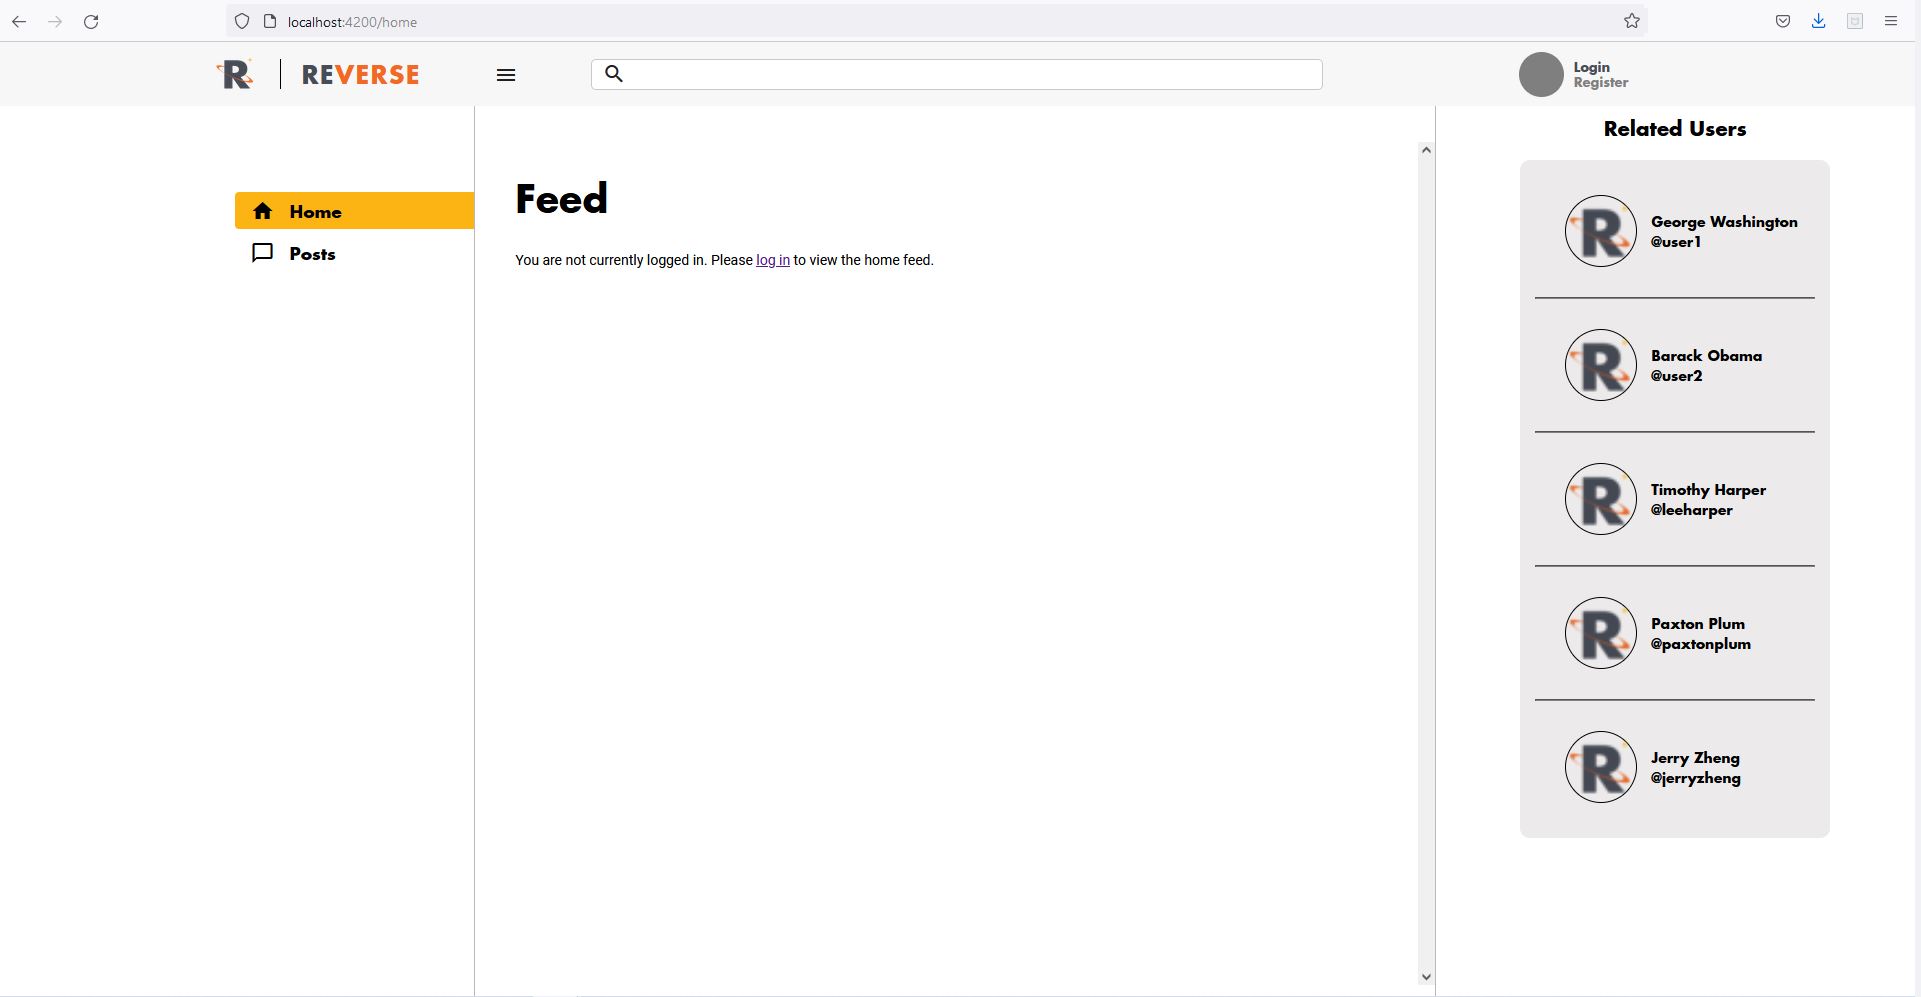 localhost:4200/home
R
REVERSE
Login
Register
Home
Posts
Feed
You are not currently logged in. Please log in to view the home feed.
Related Users
R
George Washington
@user1
R
Barack Obama
@user2
R
Timothy Harper
@leeharper
R
Paxton Plum
@paxtonplum
R
Jerry Zheng
@jerryzheng